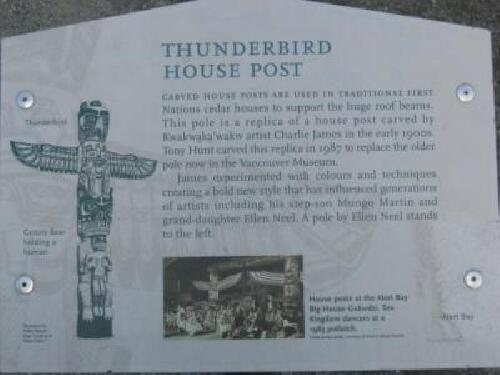 THUNDERBIRD
HOUSE POST
CARVED HOUSE POSTS ARE USED IN TRADITIONAL FIRST
Nations cedar houses to support the huge roof beams.
This pole is a replica of a house post carved by
Kwakwaka'wakw artist Charlie James in the early 1900s.
Tony Hunt carved this replica in 1987 to replace the older
pole now in the Vancouver Museum.
James experimented with colours and techniques,
creating a bold new style that has influenced generations
of artists including his step-son Mungo Martin and
grand-daughter Ellen Neel. A pole by Ellen Neel stands
to the left.
Thunderbird
Grizzly Bear
holding a
human
House posts at the Alert Bay
Big House Gukwdzi. Sea
Kingdom dancers at a
1983 potlatch.
Alert Bay